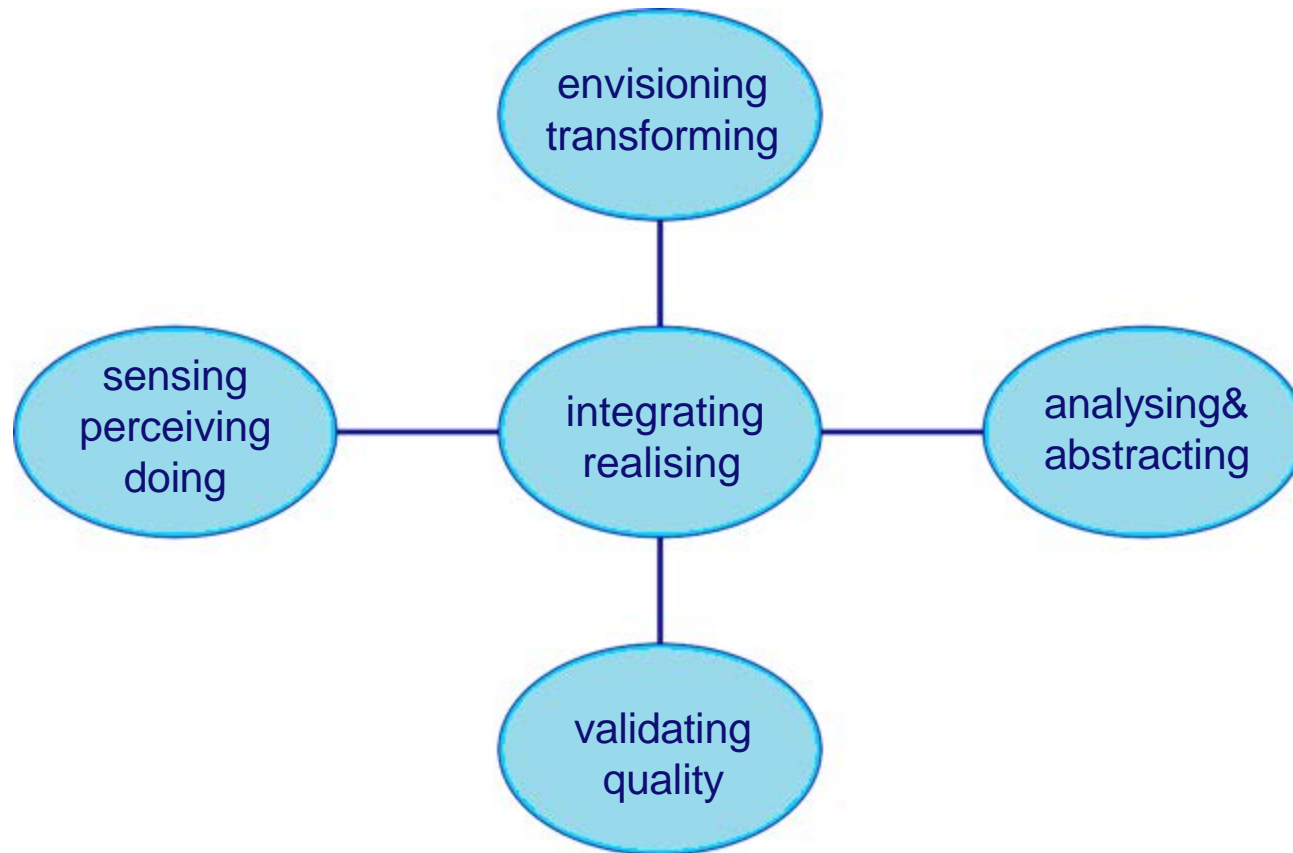 envisioning
transforming
sensing
perceiving
doing
integrating
realising
analysing&
abstracting
validating
quality